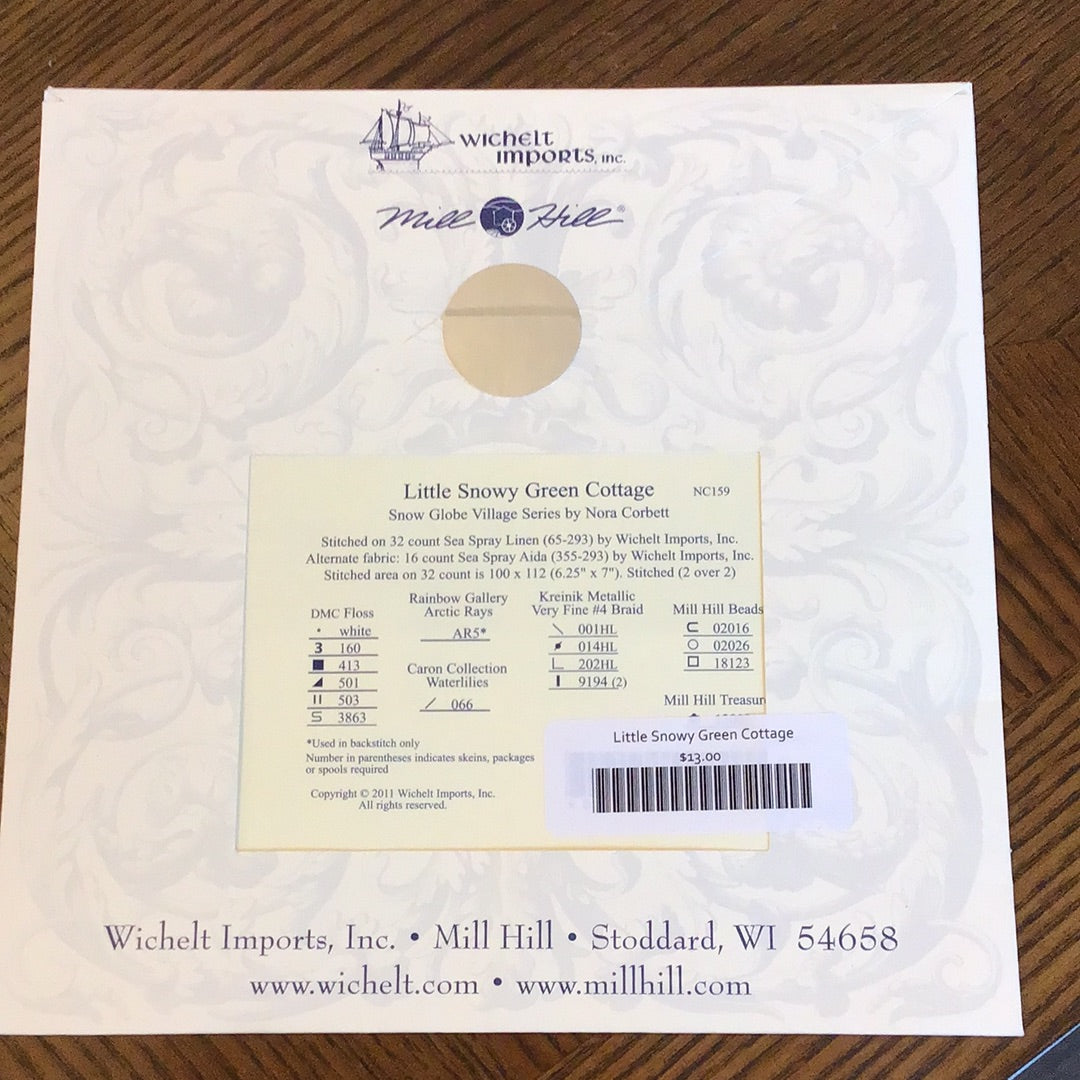 WICHELT
IMPORTS, INC.
Mill Hill®
Little Snowy Green Cottage NC159
Snow Globe Village Series by Nora Corbett
Stitched on 32 count Sea Spray Linen (65-293) by Wichelt Imports, Inc.
Alternate fabric: 16 count Sea Spray Aida (355-293) by Wichelt Imports, Inc.
Stitched area on 32 count is 100 x 112 (6.25" x 7"). Stitched (2 over 2)
DMC Floss
white
3 160
413
501
503
3863
Rainbow Gallery
Arctic Rays
AR5*
Caron Collection
Waterlilies
066
Kreinik Metallic
Very Fine #4 Braid
001HL
014HL
202HL
9194 (2)
Mill Hill Beads
02016
02026
18123
Mill Hill Treasur
*Used in backstitch only
Number in parentheses indicates skeins, packages
or spools required
Copyright © 2011 Wichelt Imports, Inc.
All rights reserved.
Little Snowy Green Cottage
$13.00
Wichelt Imports, Inc. • Mill Hill • Stoddard, WI 54658
www.wichelt.com • www.millhill.com